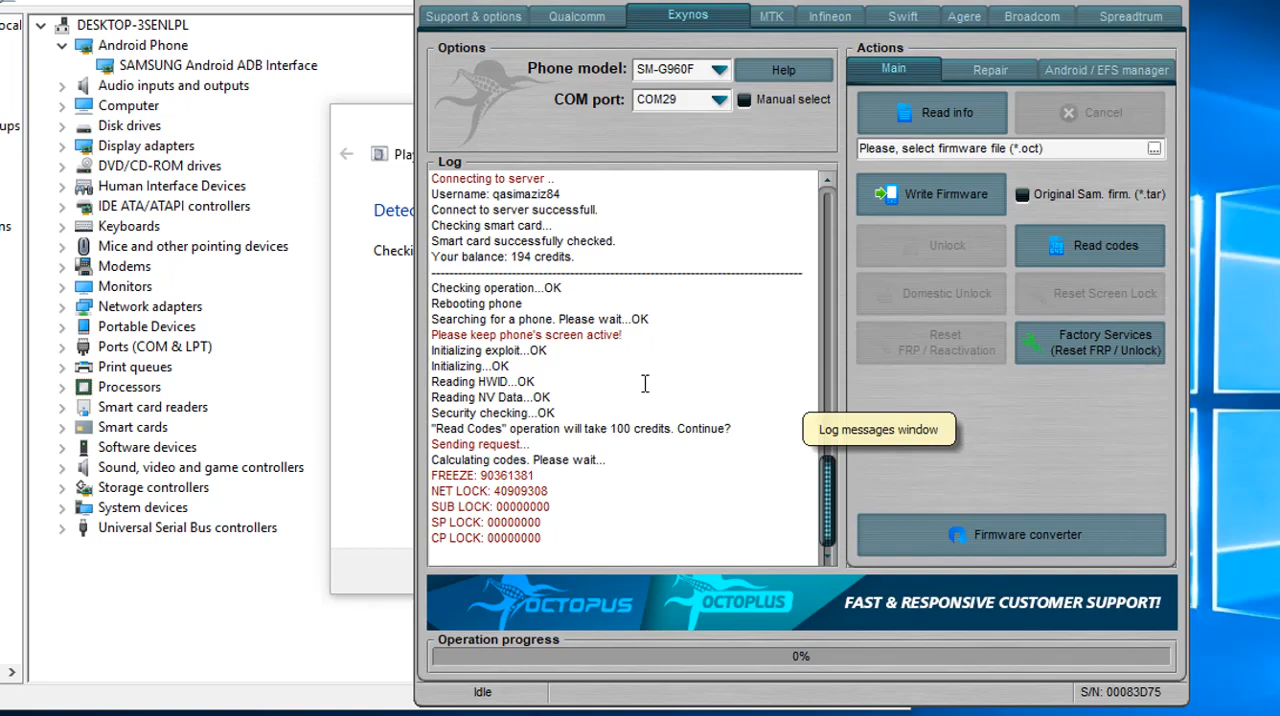 DESKTOP-3SENLPL
Android Phone
SAMSUNG Android ADB Interface
Audio inputs and outputs
Computer
Disk drives
Display adapters
DVD/CD-ROM drives
Human Interface Devices
IDE ATA/ATAPI controllers
Keyboards
Mice and other pointing devices
Modems
Monitors
Network adapters
Portable Devices
Ports (COM & LPT)
Print queues
Processors
Smart card readers
Smart cards
Software devices
Sound, video and game controllers
Storage controllers
System devices
Universal Serial Bus controllers
Support & options
Qualcomm
Exynos
MTK
Infineon
Swift
Agere
Broadcom
Spreadtrum
Options
Phone model:
SM-G960F
Help
COM port:
COM29
Manual select
Log
Connecting to server ..
Username: qasimaziz84
Connect to server successfull.
Checking smart card...
Smart card successfully checked.
Your balance: 194 credits.
Checking operation...OK
Rebooting phone
Searching for a phone. Please wait...OK
Please keep phone's screen active!
Initializing exploit...OK
Initializing...OK
Reading HWID...OK
Reading NV Data...OK
Security checking...OK
"Read Codes" operation will take 100 credits. Continue?
Sending request...
Calculating codes. Please wait...
FREEZE: 90361381
NET LOCK: 40909308
SUB LOCK: 00000000
SP LOCK: 00000000
CP LOCK: 00000000
Log messages window
Actions
Main
Repair
Android / EFS manager
Read info
Cancel
Please, select firmware file (*.oct)
...
Write Firmware
Original Sam. firm. (*.tar)
Unlock
Read codes
Domestic Unlock
Reset Screen Lock
Reset
FRP / Reactivation
Factory Services
(Reset FRP / Unlock)
Firmware converter
OCTOPUS
OCTOPLUS
FAST & RESPONSIVE CUSTOMER SUPPORT!
Operation progress
0%
Idle
S/N: 00083D75